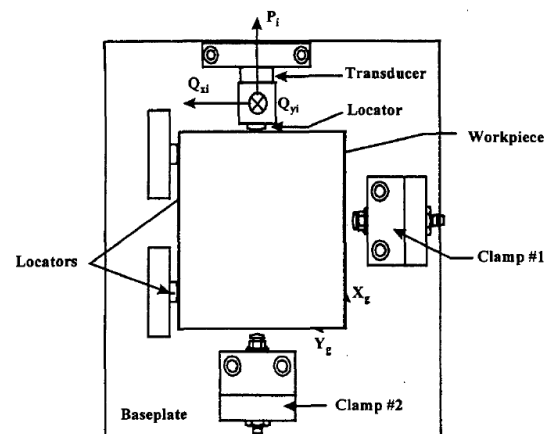 P_i
Transducer
Q_xi
Q_yi
Locator
Workpiece
Locators
Clamp #1
X_g
Y_g
Clamp #2
Baseplate